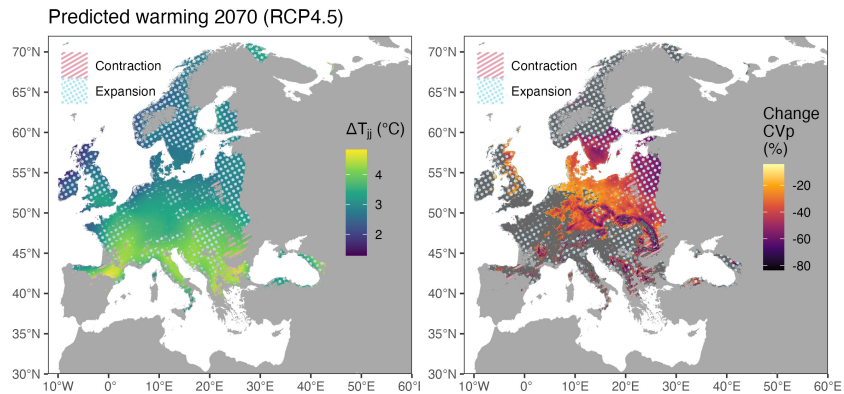 Predicted warming 2070 (RCP4.5)
70°N
65°N
60°N
55°N
50°N
45°N
40°N
35°N
30°N
10°W 0° 10°E 20°E 30°E 40°E 50°E 60°I
Contraction
Expansion
ΔTjj (°C)
4
3
2
70°N
65°N
60°N
55°N
50°N
45°N
40°N
35°N
30°N
10°W 0° 10°E 20°E 30°E 40°E 50°E 60°E
Contraction
Expansion
Change
CVp
(%)
-20
-40
-60
-80